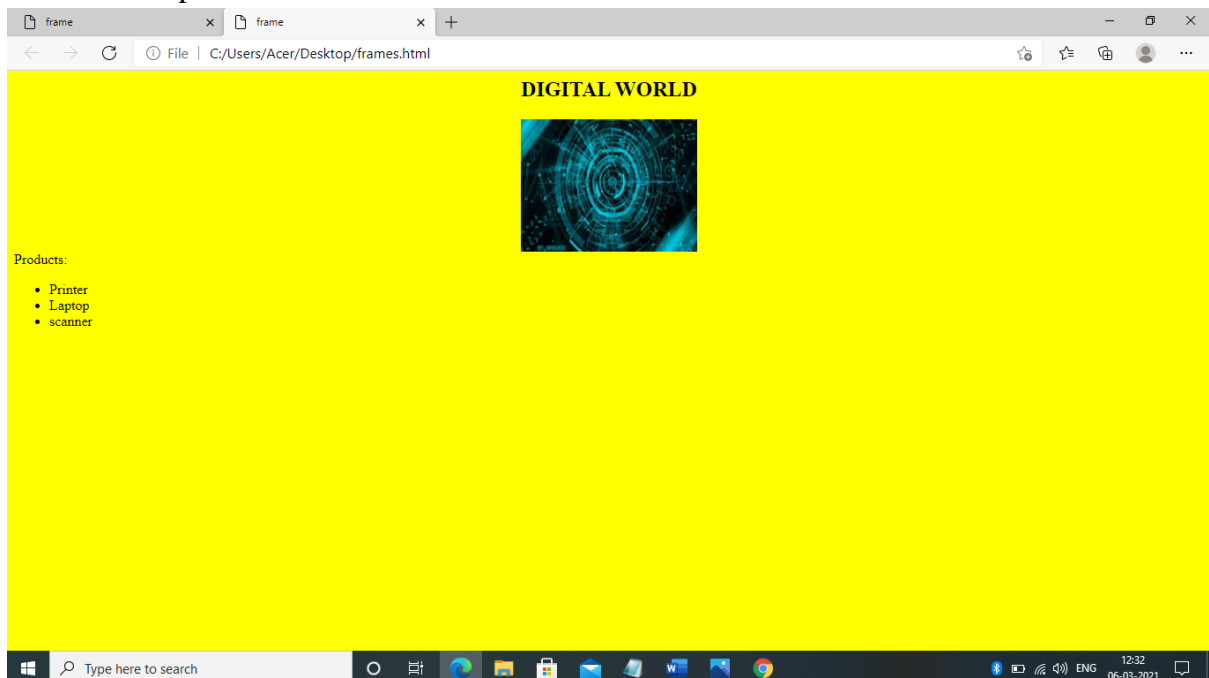 frame
frame
File | C:/Users/Acer/Desktop/frames.html
DIGITAL WORLD
Products:
• Printer
• Laptop
• scanner
Type here to search
ENG
12:32
06-03-2021